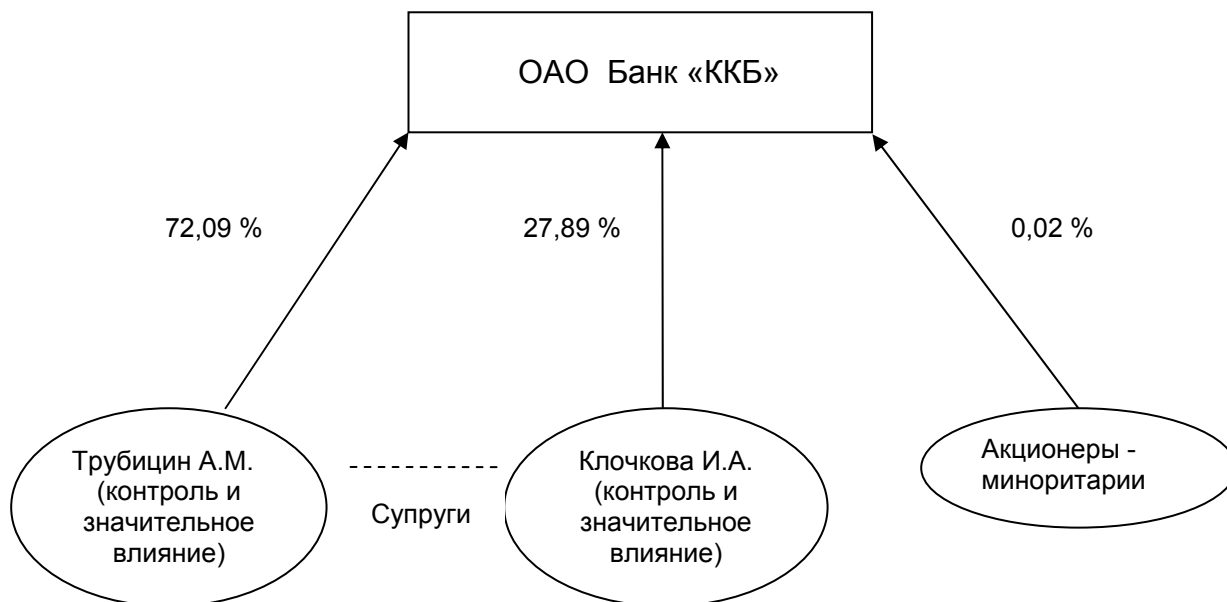 ОАО Банк «ККБ»
72,09 %
27,89 %
0,02 %
Трубицин А.М.
(контроль и
значительное
влияние)
Супруги
Клочкова И.А.
(контроль и
значительное
влияние)
Акционеры -
миноритарии